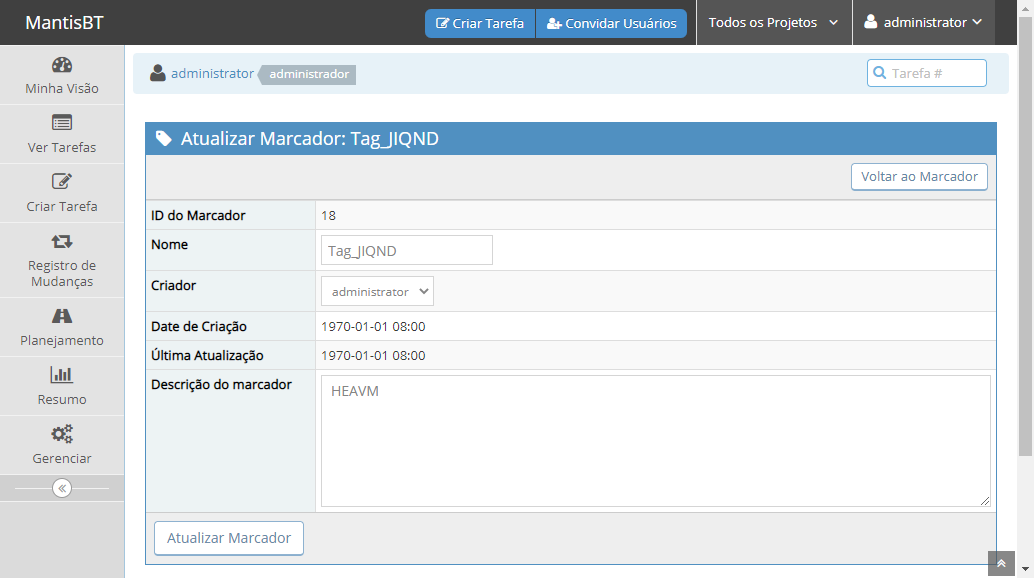 MantisBT
Criar Tarefa
Convidar Usuários
Todos os Projetos
administrator
Minha Visão
Ver Tarefas
Criar Tarefa
Registro de
Mudanças
Planejamento
Resumo
Gerenciar
administrator
administrador
Tarefa #
Atualizar Marcador: Tag_JIQND
Voltar ao Marcador
ID do Marcador 18
Nome Tag_JIQND
Criador administrator
Date de Criação 1970-01-01 08:00
Última Atualização 1970-01-01 08:00
Descrição do marcador HEAVM
Atualizar Marcador